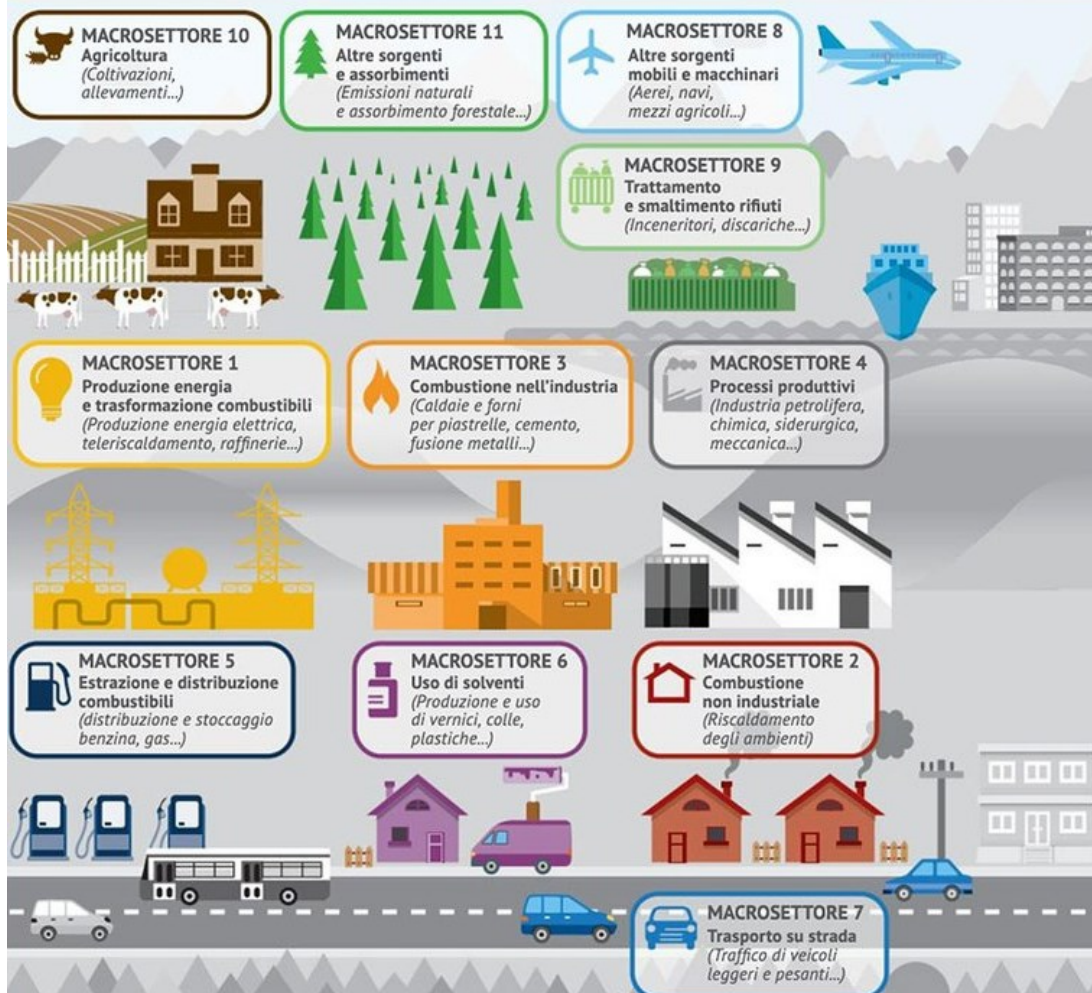 MACROSETTORE 10
Agricoltura
(Coltivazioni,
allevamenti...)
MACROSETTORE 11
Altre sorgenti
e assorbimenti
(Emissioni naturali
e assorbimento forestale...)
MACROSETTORE 8
Altre sorgenti
mobili e macchinari
(Aerei, navi,
mezzi agricoli...)
MACROSETTORE 9
Trattamento
e smaltimento rifiuti
(Inceneritori, discariche...)
MACROSETTORE 1
Produzione energia
e trasformazione combustibili
(Produzione energia elettrica,
teleriscaldamento, raffinerie...)
MACROSETTORE 3
Combustione nell'industria
(Caldaie e forni
per piastrelle, cemento,
fusione metalli...)
MACROSETTORE 4
Processi produttivi
(Industria petrolifera,
chimica, siderurgica,
meccanica...)
MACROSETTORE 5
Estrazione e distribuzione
combustibili
(distribuzione e stoccaggio
benzina, gas...)
MACROSETTORE 6
Uso di solventi
(Produzione e uso
di vernici, colle,
plastiche...)
MACROSETTORE 2
Combustione
non industriale
(Riscaldamento
degli ambienti)
MACROSETTORE 7
Trasporto su strada
(Traffico di veicoli
leggeri e pesanti...)